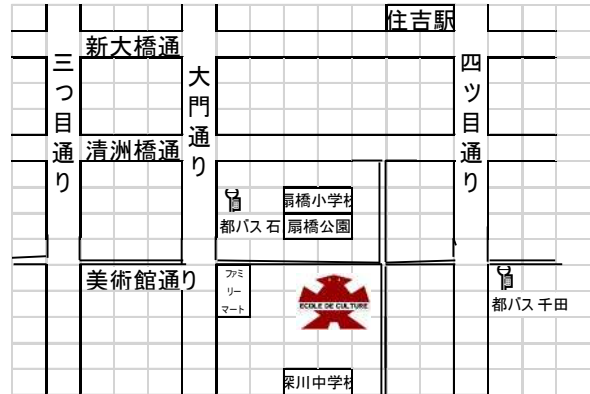 住吉駅
新大橋通
三つ目通り
大門通り
四ツ目通り
清洲橋通
扇橋小学校
都バス 石
扇橋公園
美術館通り
ファミ
リー
マート
ECOLE DE CULTURE
都バス 千田
深川中学校